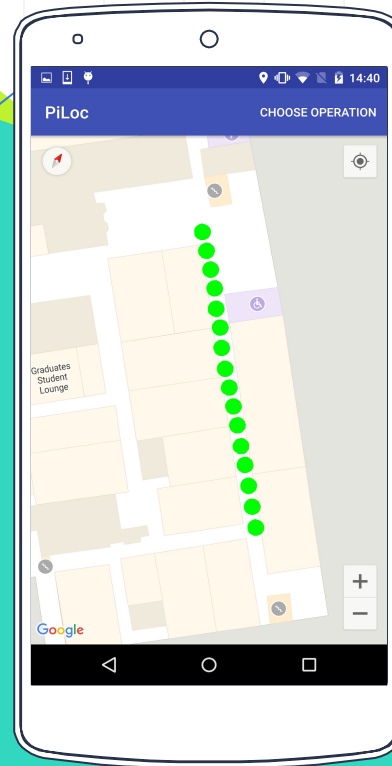 14:40
PiLoc
CHOOSE OPERATION
Graduates
Student
Lounge
Google